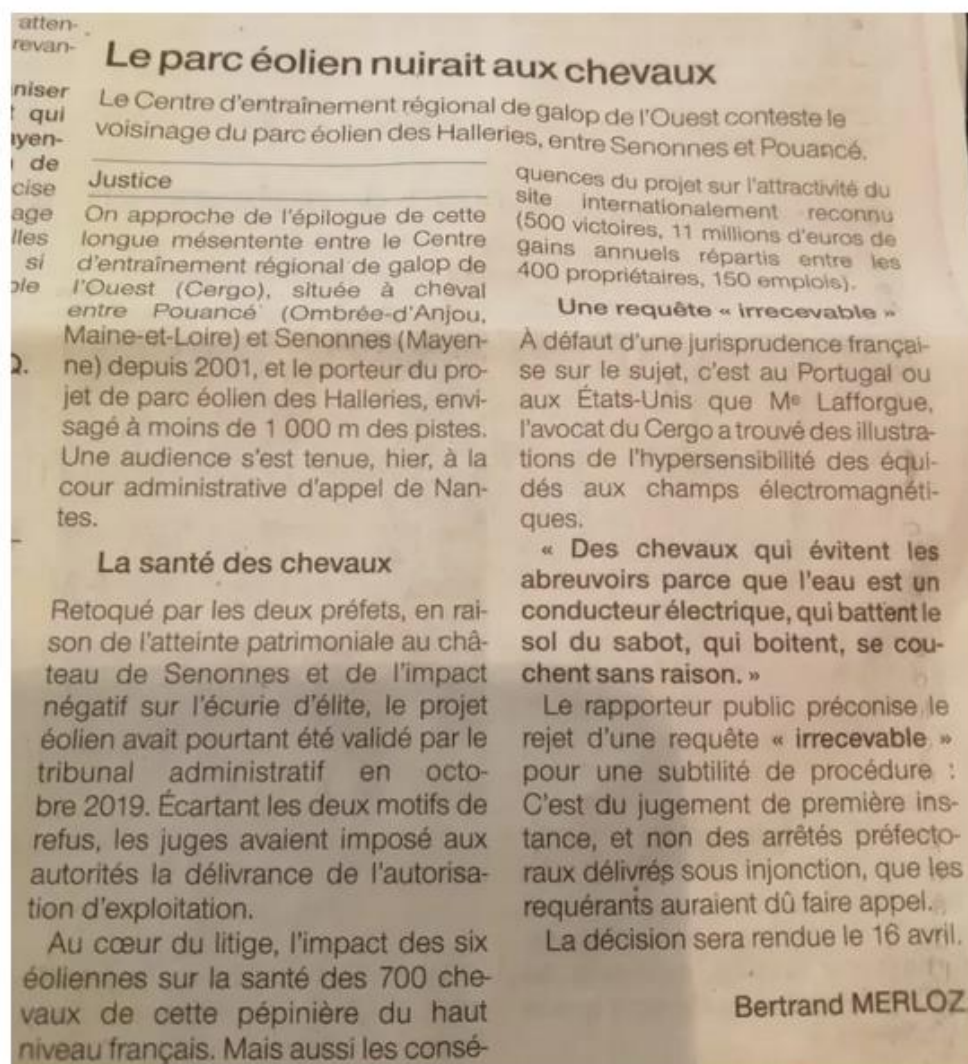 atten-
revan-
niser
qui
yen-
de
cise
age
lles
si
ble
Le parc éolien nuirait aux chevaux
Le Centre d'entraînement régional de galop de l'Ouest conteste le
voisinage du parc éolien des Halleries, entre Senonnes et Pouancé.
Justice
On approche de l'épilogue de cette
longue mésentente entre le Centre
d'entraînement régional de galop de
l'Ouest (Cergo), située à cheval
entre Pouancé (Ombrée-d'Anjou,
Maine-et-Loire) et Senonnes (Mayen-
ne) depuis 2001, et le porteur du pro-
jet de parc éolien des Halleries, envi-
sagé à moins de 1 000 m des pistes.
Une audience s'est tenue, hier, à la
cour administrative d'appel de Nan-
tes.
La santé des chevaux
Retoqué par les deux préfets, en rai-
son de l'atteinte patrimoniale au châ-
teau de Senonnes et de l'impact
négatif sur l'écurie d'élite, le projet
éolien avait pourtant été validé par le
tribunal administratif en octo-
bre 2019. Écartant les deux motifs de
refus, les juges avaient imposé aux
autorités la délivrance de l'autorisa-
tion d'exploitation.
Au cœur du litige, l'impact des six
éoliennes sur la santé des 700 che-
vaux de cette pépinière du haut
niveau français. Mais aussi les consé-
quences du projet sur l'attractivité du
site internationalement reconnu
(500 victoires, 11 millions d'euros de
gains annuels répartis entre les
400 propriétaires, 150 emplois).
Une requête « irrecevable »
À défaut d'une jurisprudence françai-
se sur le sujet, c'est au Portugal ou
aux États-Unis que Me Lafforgue,
l'avocat du Cergo a trouvé des illustra-
tions de l'hypersensibilité des équi-
dés aux champs électromagnéti-
ques.
« Des chevaux qui évitent les
abreuvoirs parce que l'eau est un
conducteur électrique, qui battent le
sol du sabot, qui boitent, se cou-
chent sans raison. »
Le rapporteur public préconise le
rejet d'une requête « irrecevable »
pour une subtilité de procédure :
C'est du jugement de première ins-
tance, et non des arrêtés préfecto-
raux délivrés sous injonction, que les
requérants auraient dû faire appel.
La décision sera rendue le 16 avril.
Bertrand MERLOZ